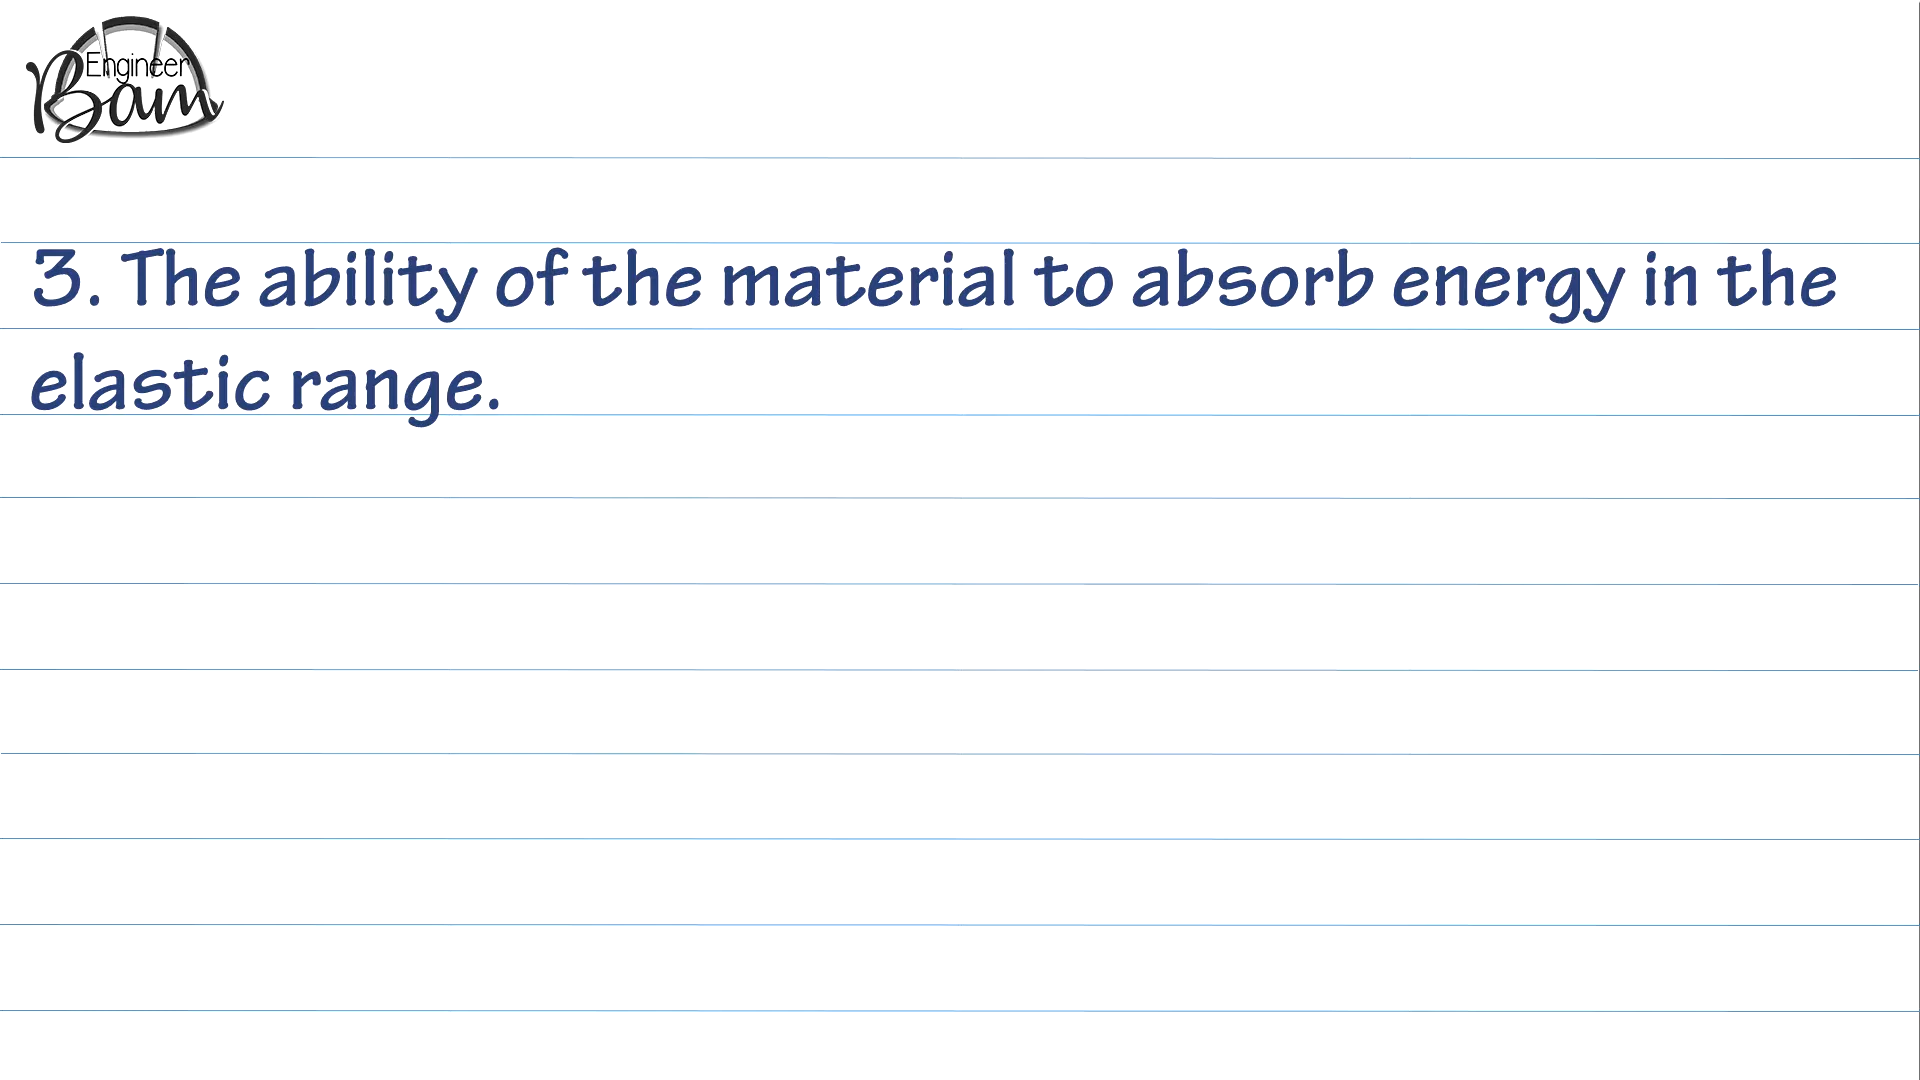 Engineer
Bam
3. The ability of the material to absorb energy in the
elastic range.